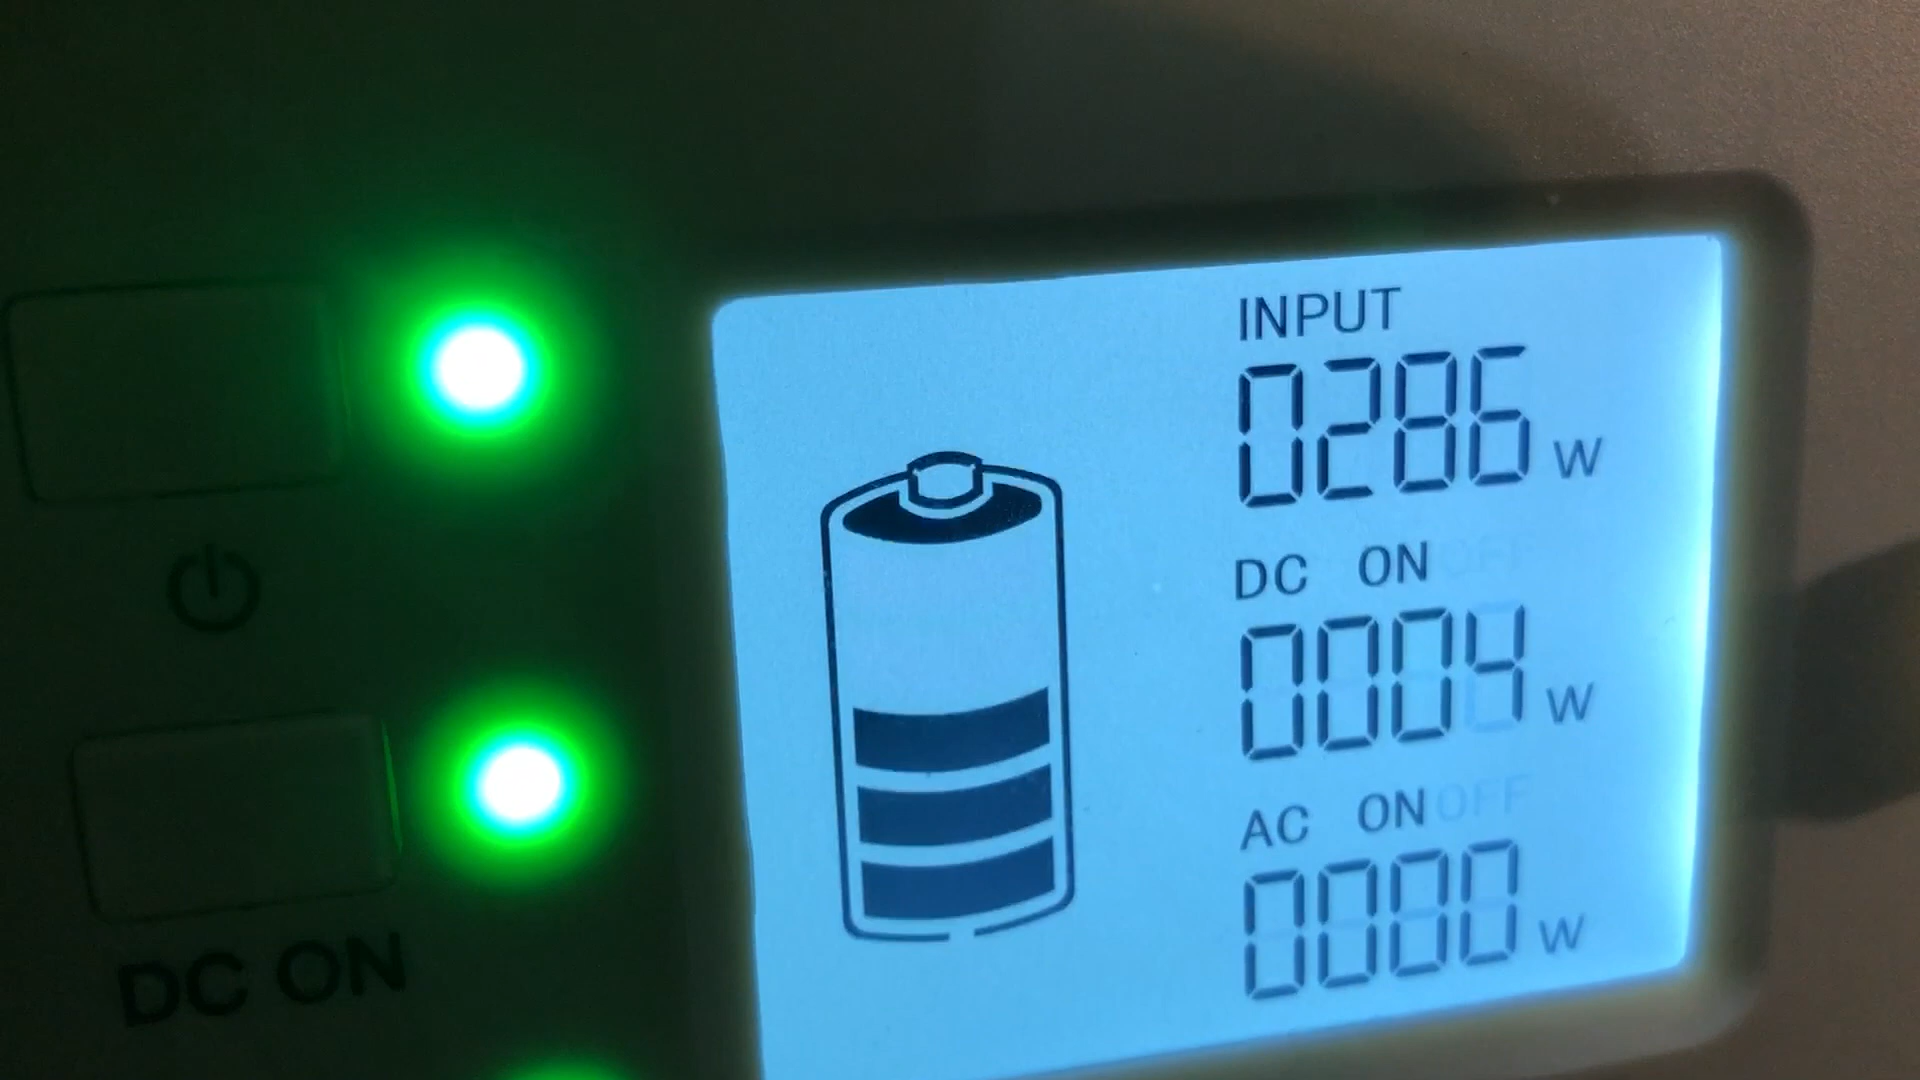 INPUT
0286 W
DC ON OFF
0004 W
AC ON OFF
0000 W
DC ON